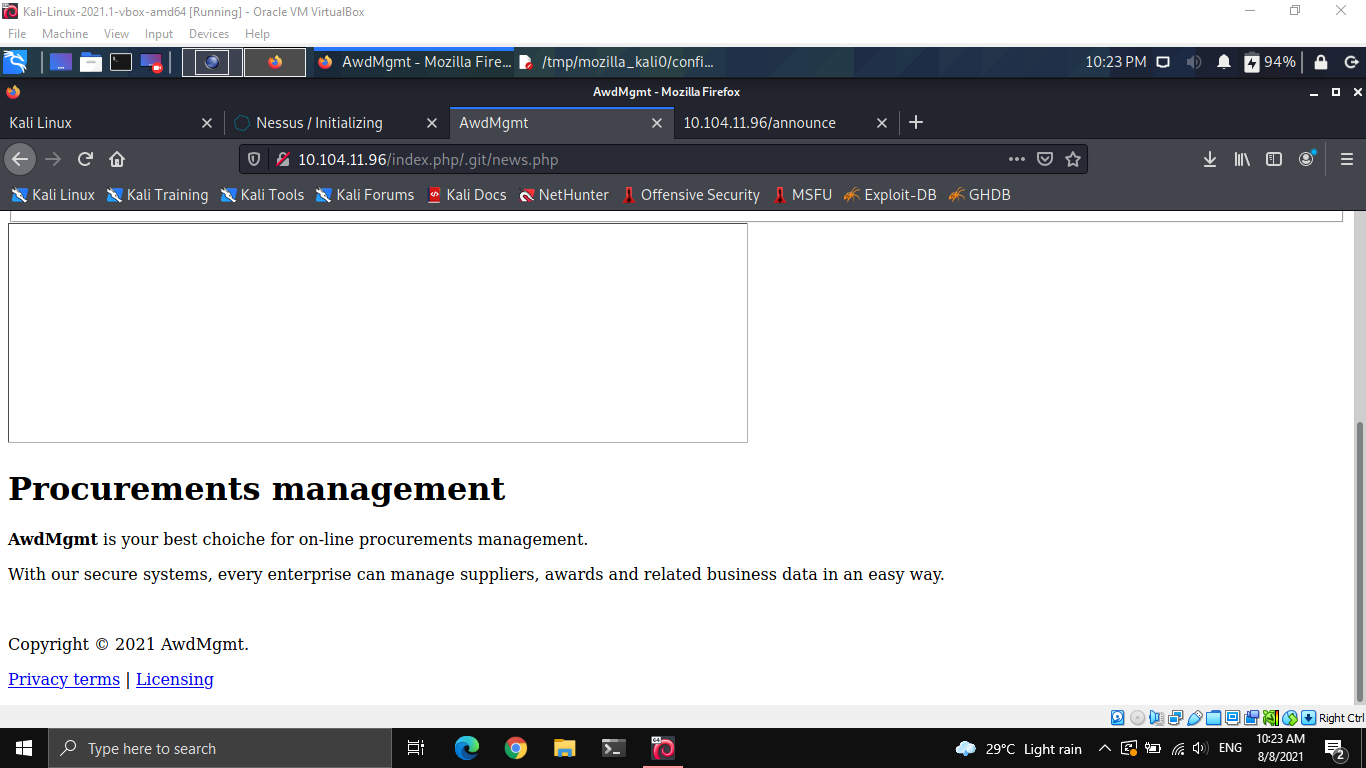 Kali-Linux-2021.1-vbox-amd64 [Running] - Oracle VM VirtualBox
File Machine View Input Devices Help
AwdMgmt - Mozilla Fire... /tmp/mozilla_kali0/confi... 10:23 PM 94%
AwdMgmt - Mozilla Firefox
Kali Linux Nessus / Initializing AwdMgmt 10.104.11.96/announce
10.104.11.96/index.php/.git/news.php
Kali Linux Kali Training Kali Tools Kali Forums Kali Docs NetHunter Offensive Security MSFU Exploit-DB GHDB
Procurements management
AwdMgmt is your best choiche for on-line procurements management.
With our secure systems, every enterprise can manage suppliers, awards and related business data in an easy way.
Copyright © 2021 AwdMgmt.
Privacy terms | Licensing
Right Ctrl
Type here to search 29°C Light rain ENG 10:23 AM
8/8/2021 2